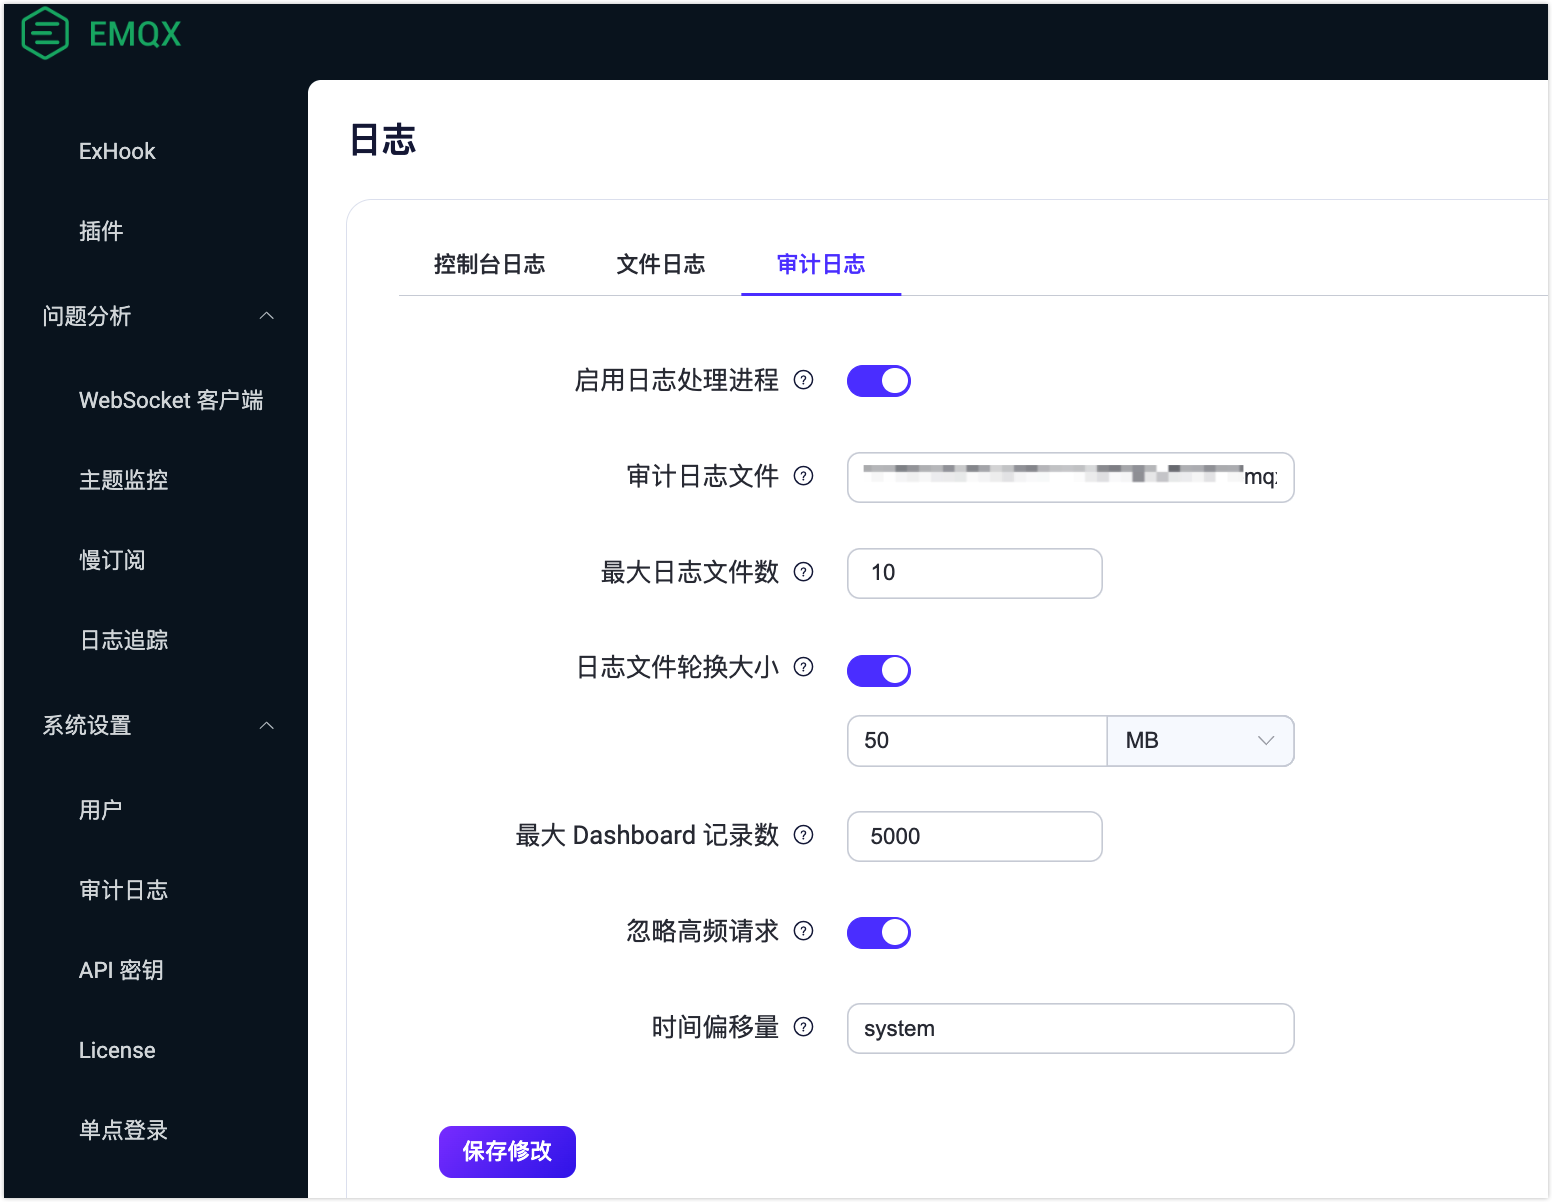 EMQX
ExHook
插件
问题分析
WebSocket 客户端
主题监控
慢订阅
日志追踪
系统设置
用户
审计日志
API 密钥
License
单点登录
日志
控制台日志 文件日志 审计日志
启用日志处理进程
审计日志文件
最大日志文件数 10
日志文件轮换大小
50 MB
最大 Dashboard 记录数 5000
忽略高频请求
时间偏移量 system
保存修改